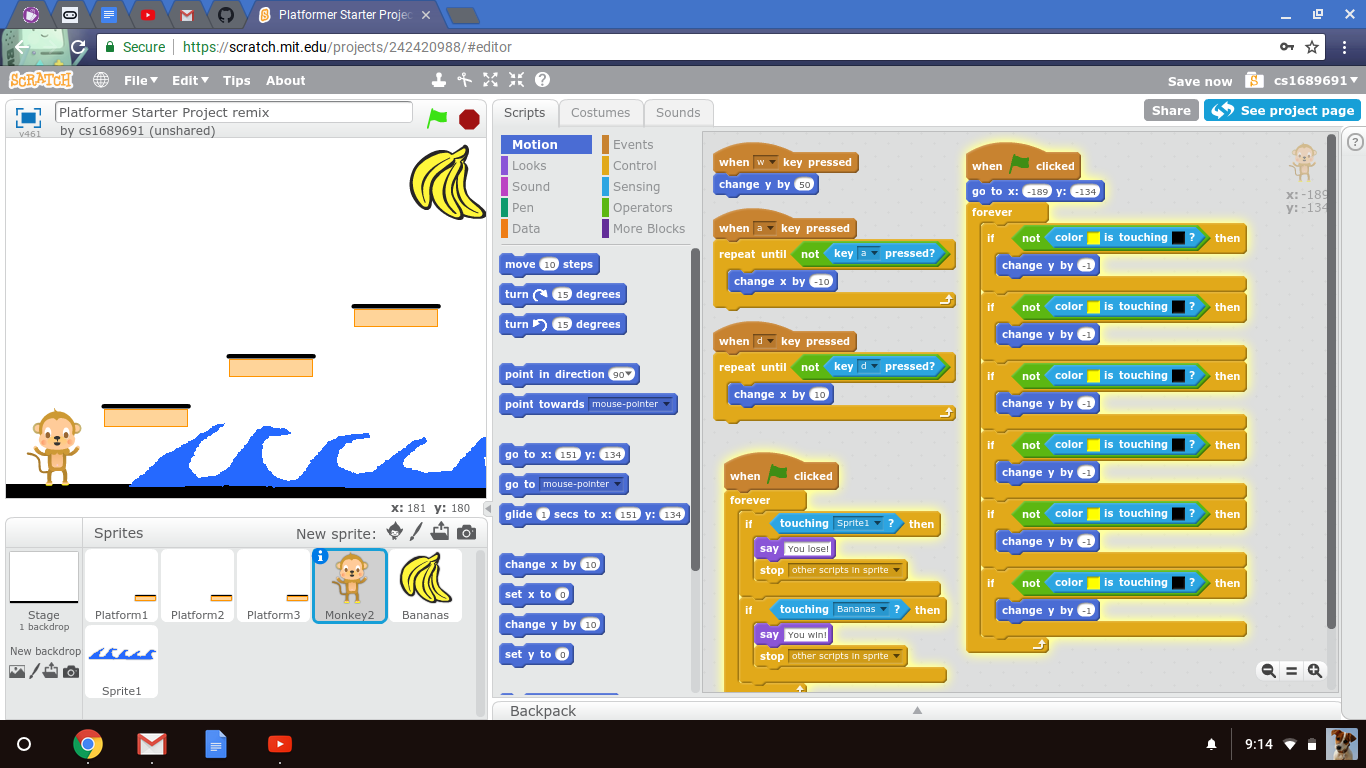 Platformer Starter Projec
Secure https://scratch.mit.edu/projects/242420988/#editor
SCRATCH File Edit Tips About Save now cs1689691
v461
Platformer Starter Project remix
by cs1689691 (unshared)
Scripts Costumes Sounds
Share See project page
Motion Events
Looks Control
Sound Sensing
Pen Operators
Data More Blocks
move 10 steps
turn 15 degrees
turn 15 degrees
point in direction 90
point towards mouse-pointer
go to x: 151 y: 134
go to mouse-pointer
glide 1 secs to x: 151 y: 134
change x by 10
set x to 0
change y by 10
set y to 0
when w key pressed
change y by 50
when a key pressed
repeat until not key a pressed?
change x by -10
when d key pressed
repeat until not key d pressed?
change x by 10
when clicked
forever
if touching Sprite1 ? then
say You lose!
stop other scripts in sprite
if touching Bananas ? then
say You win!
stop other scripts in sprite
when clicked
go to x: -189 y: -134
forever
if not color is touching ? then
change y by -1
if not color is touching ? then
change y by -1
if not color is touching ? then
change y by -1
if not color is touching ? then
change y by -1
if not color is touching ? then
change y by -1
if not color is touching ? then
change y by -1
x: -189
y: -134
x: 181 y: 180
Sprites New sprite:
Stage
1 backdrop
New backdrop
Platform1 Platform2 Platform3 Monkey2 Bananas
Sprite1
Backpack
9:14